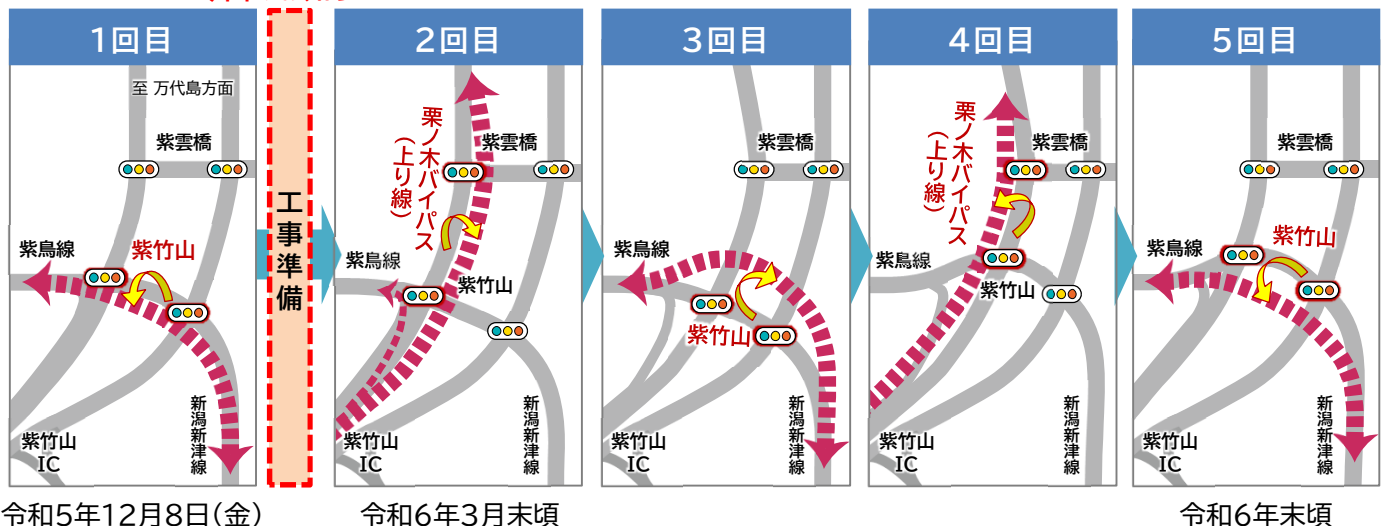 1回目
至 万代島方面
紫雲橋
紫鳥線
紫竹山
新潟新津線
紫竹山
IC
令和5年12月8日(金)
工事準備
2回目
栗ノ木バイパス
(上り線)
紫雲橋
紫鳥線
紫竹山
新潟新津線
紫竹山
IC
令和6年3月末頃
3回目
紫雲橋
紫鳥線
紫竹山
新潟新津線
紫竹山
IC
4回目
栗ノ木バイパス
(上り線)
紫雲橋
紫鳥線
紫竹山
新潟新津線
紫竹山
IC
5回目
紫雲橋
紫鳥線
紫竹山
新潟新津線
紫竹山
IC
令和6年末頃